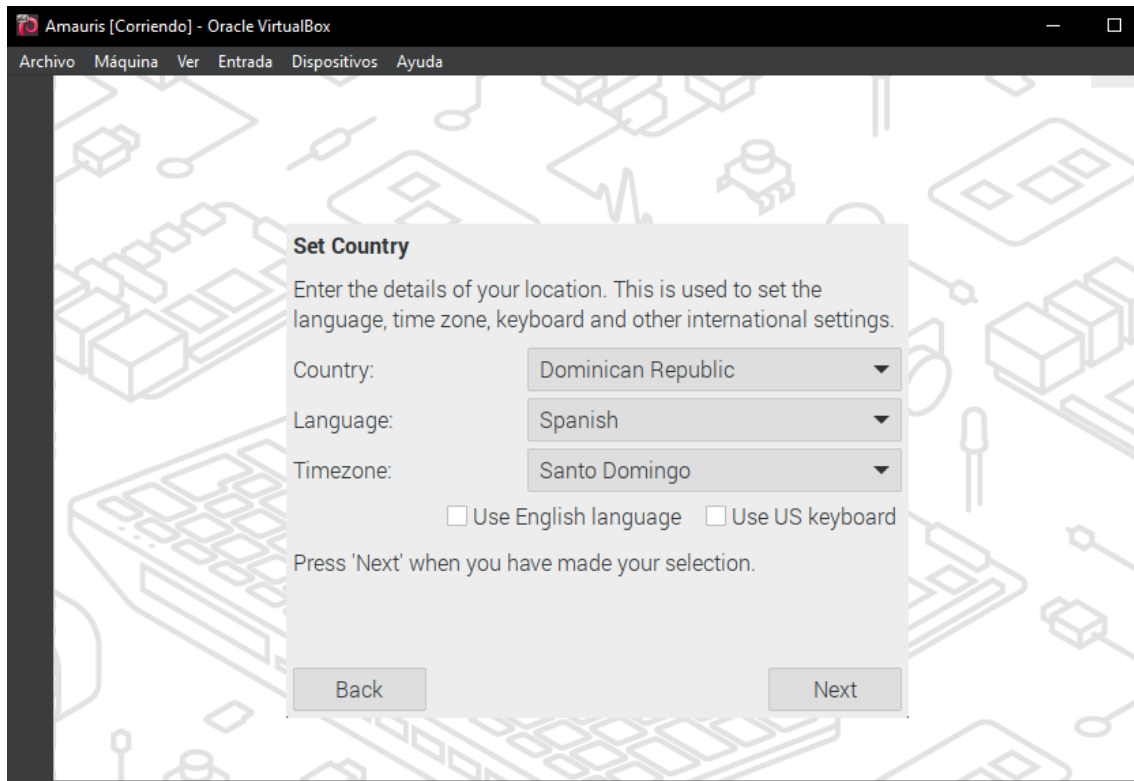 Amauris [Corriendo] - Oracle VirtualBox
Archivo Máquina Ver Entrada Dispositivos Ayuda
Set Country
Enter the details of your location. This is used to set the
language, time zone, keyboard and other international settings.
Country: Dominican Republic
Language: Spanish
Timezone: Santo Domingo
Use English language Use US keyboard
Press 'Next' when you have made your selection.
Back Next